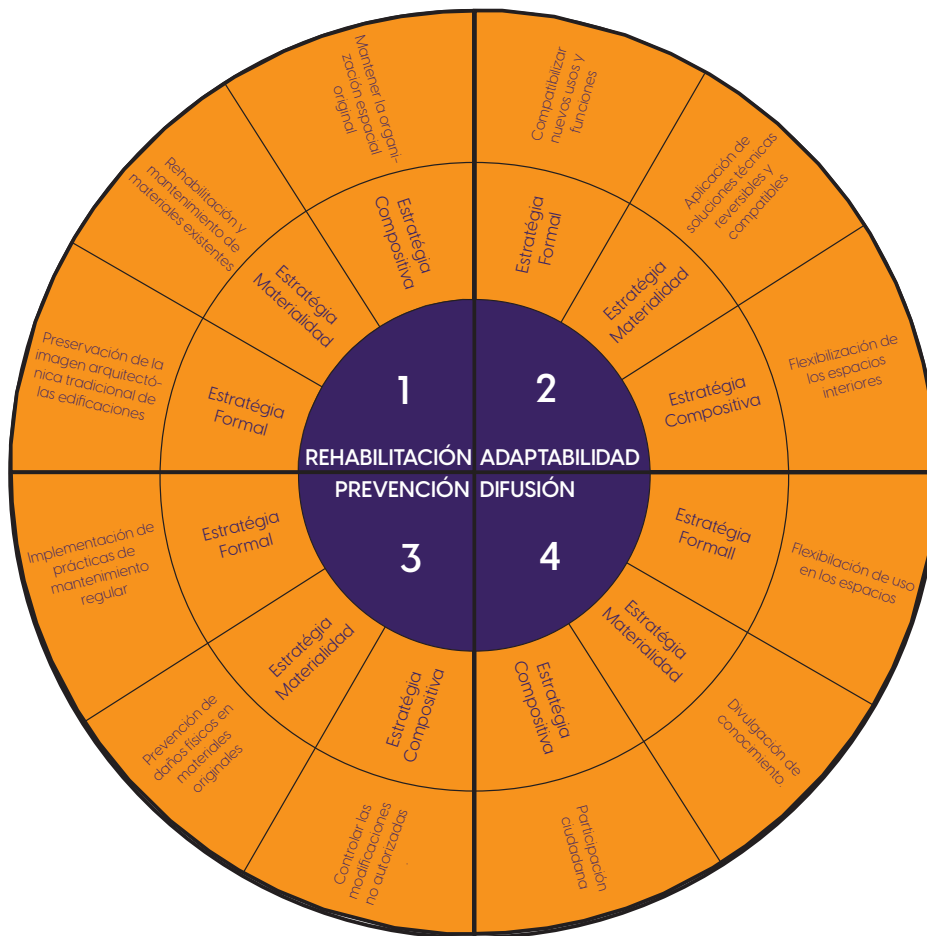 Mantener la organi-
zación espacial
original
Compatibilizar
nuevos usos y
funciones
Rehabilitación y
mantenimiento de
materiales existentes
Aplicación de
soluciones técnicas
reversibles y
compatibles
Estratégia
Compositiva
Estratégia
Formal
Estratégia
Materialidad
Estratégia
Materialidad
Preservación de la
imagen arquitectó-
nica tradicional de
las edificaciones
Estratégia
Formal
1
2
Estratégia
Compositiva
Flexibilización de
los espacios
interiores
REHABILITACIÓN
ADAPTABILIDAD
PREVENCIÓN
DIFUSIÓN
Implementación de
prácticas de
mantenimiento
regular
Estratégia
Formal
3
4
Estratégia
Formall
Flexibilación de uso
en los espacios
Estratégia
Materialidad
Estratégia
Materialidad
Estratégia
Compositiva
Estratégia
Compositiva
Prevención de
daños físicos en
materiales
originales
Divulgación de
conocimiento.
Controlar las
modificaciones
no autorizadas
Participación
ciudadana